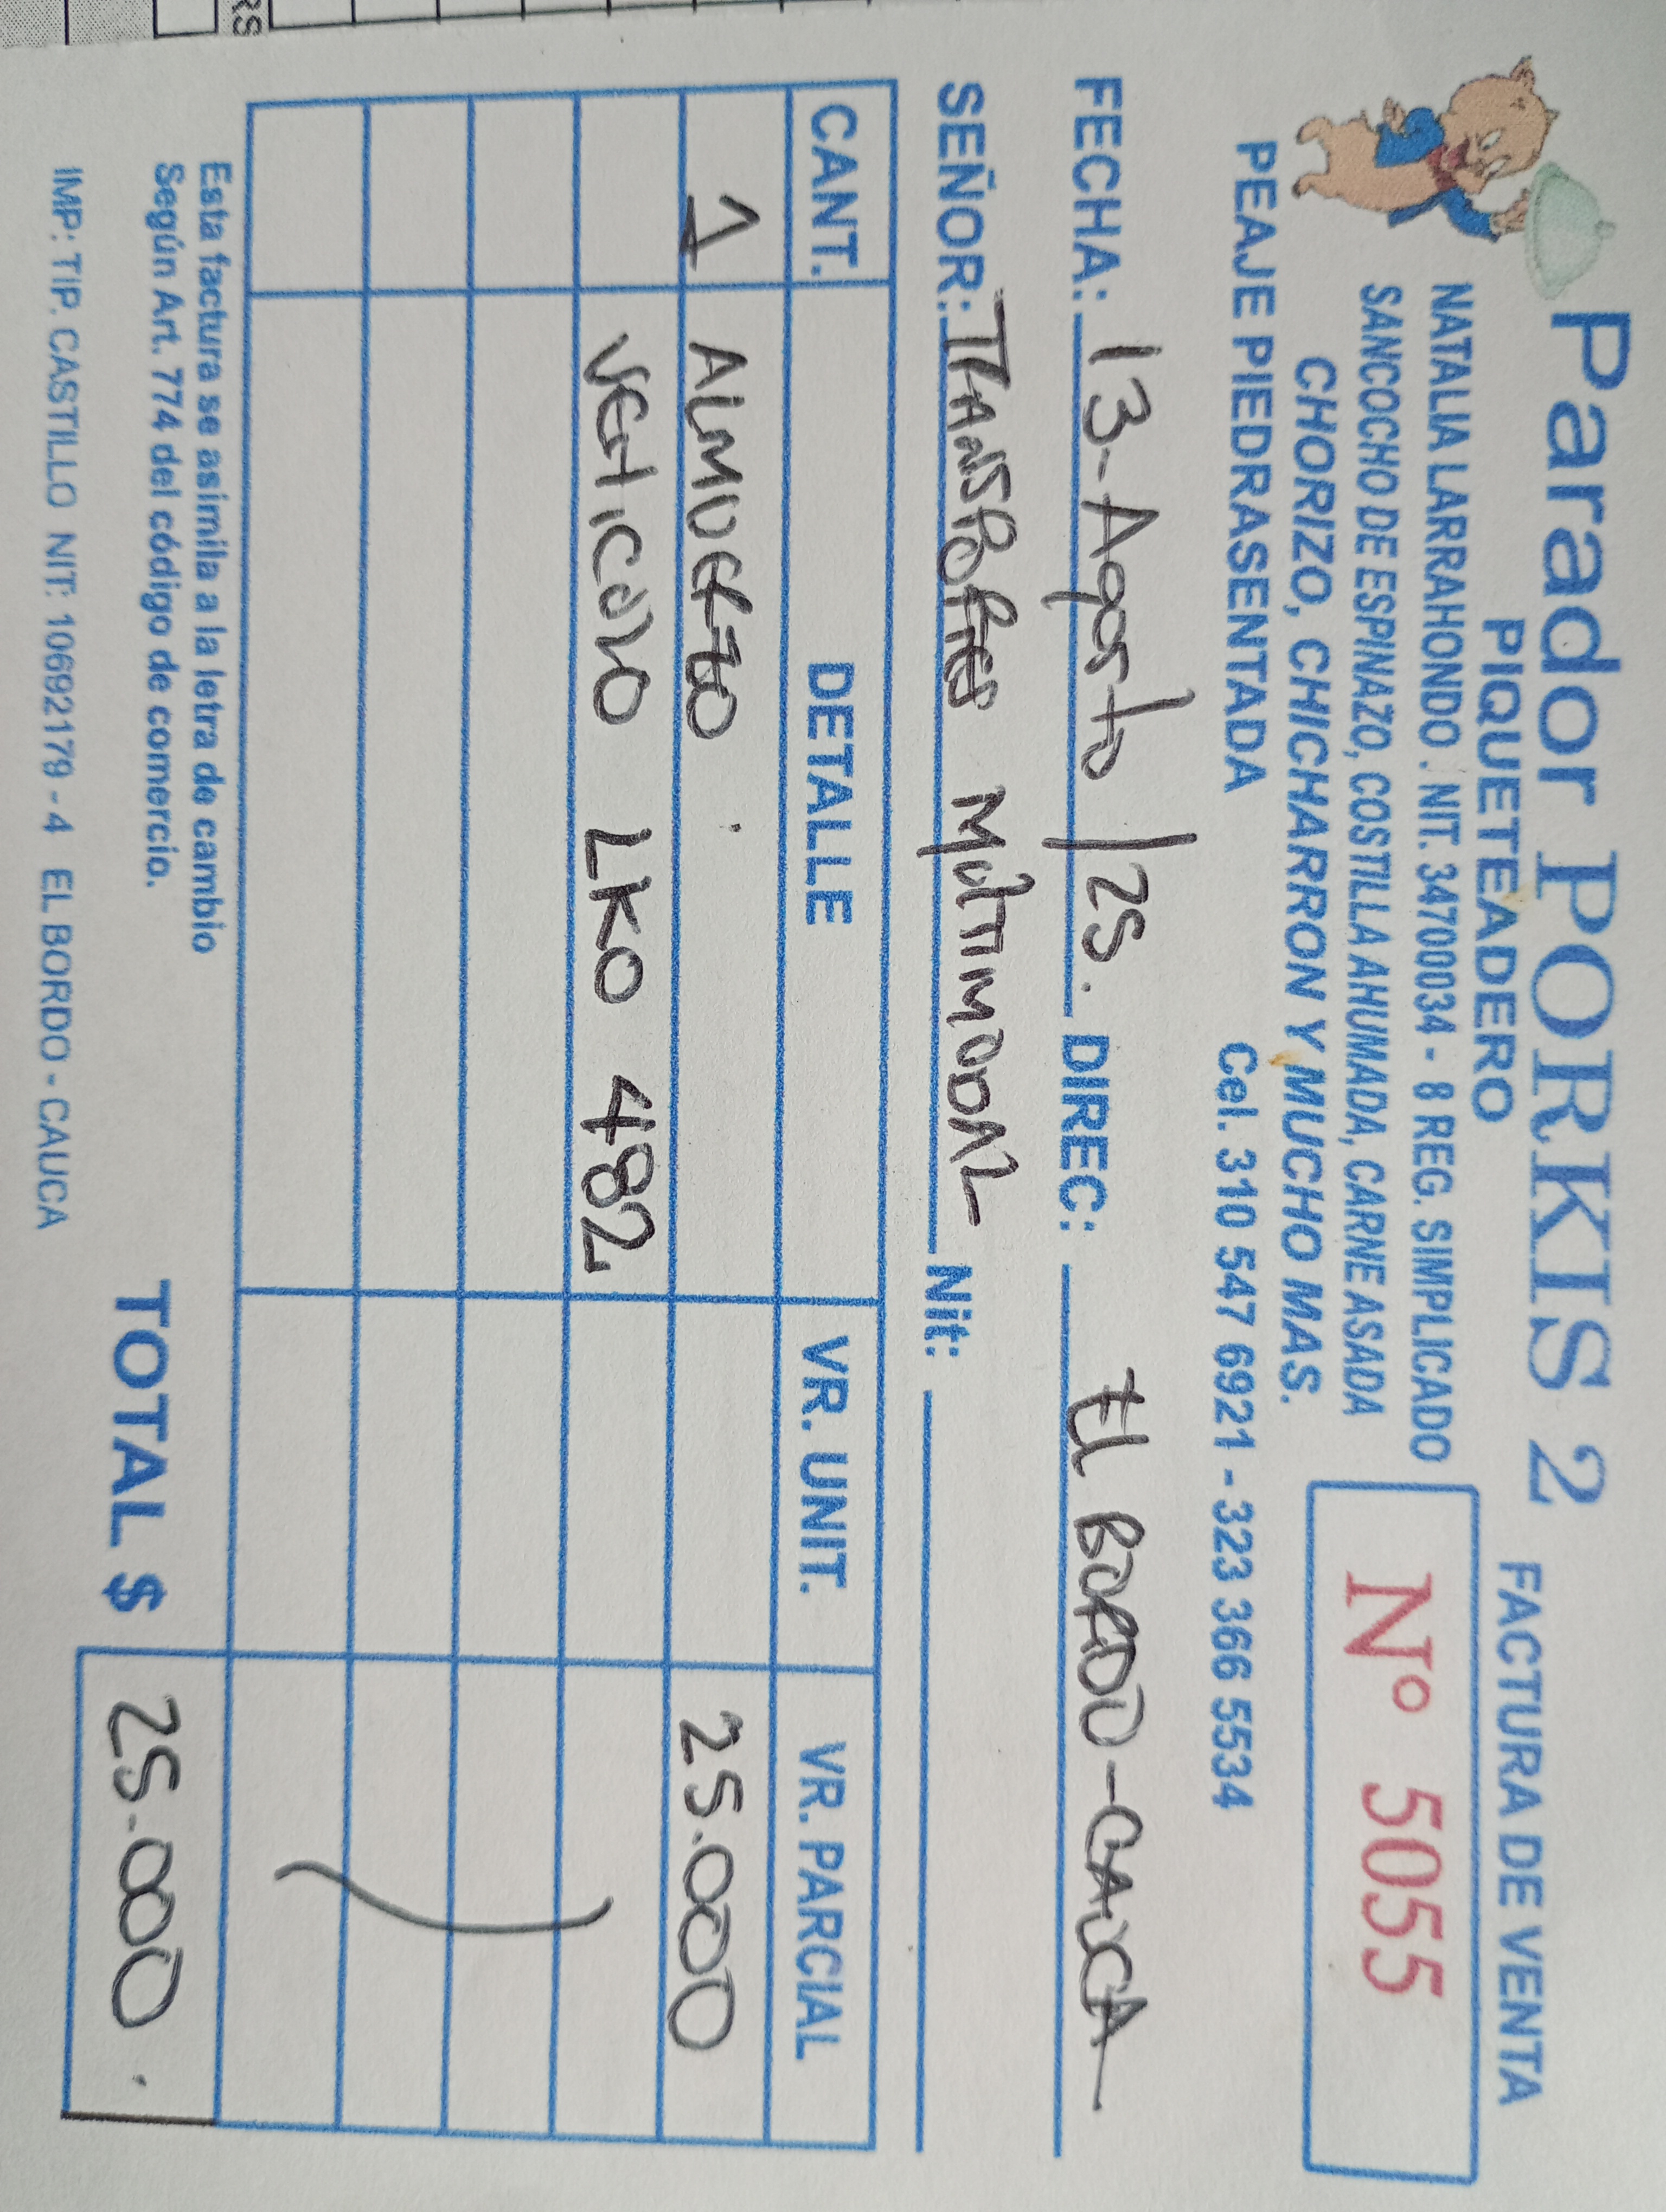 Parador PORKIS 2
PIQUETEADERO
FACTURA DE VENTA
NATALIA LARRAHONDO . NIT. 34700034 - 8 REG. SIMPLICADO
SANCOCHO DE ESPINAZO, COSTILLA AHUMADA, CARNE ASADA
CHORIZO, CHICHARRON Y MUCHO MAS.
N° 5055
PEAJE PIEDRASENTADA Cel. 310 547 6921 - 323 366 5534
FECHA: 13-Agosto/25. DIREC: El BORDO-CAUCA
SEÑOR: TRANSPORTES MULTIMODAL Nit:
CANT. DETALLE VR. UNIT. VR. PARCIAL
1 ALMUERZO 25.000
VEHICULO LKO 482
Esta factura se asimila a la letra de cambio
Según Art. 774 del código de comercio.
TOTAL $ 25.000.
IMP: TIP. CASTILLO NIT: 10692179 - 4 EL BORDO - CAUCA
RS